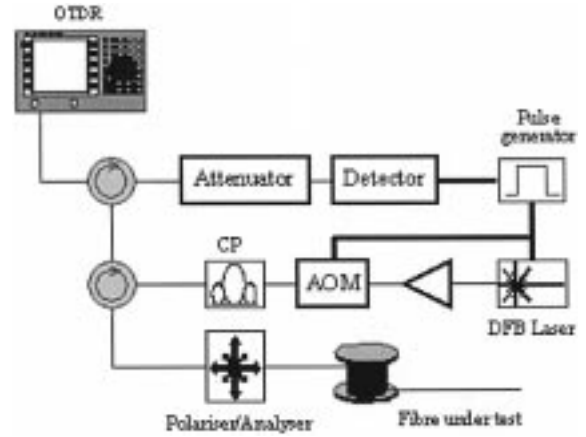 OTDR
Pulse
generator
Attenuator
Detector
CP
AOM
DFB Laser
Polariser/Analyser
Fibre under test